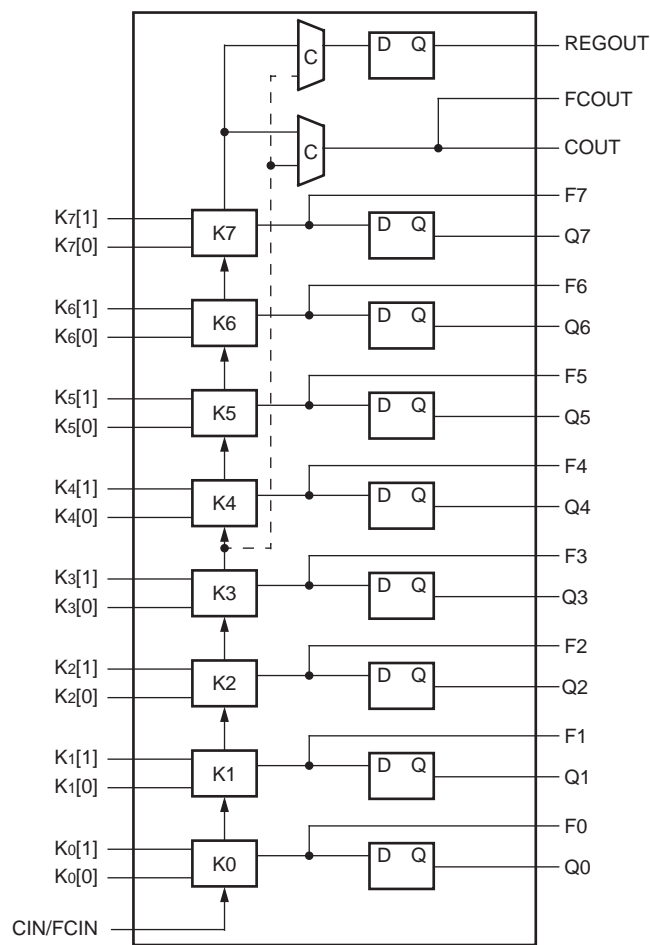 C
D Q
REGOUT
FCOUT
C
COUT
F7
K7[1]
K7[0]
K7
D Q
Q7
F6
K6[1]
K6[0]
K6
D Q
Q6
F5
K5[1]
K5[0]
K5
D Q
Q5
F4
K4[1]
K4[0]
K4
D Q
Q4
F3
K3[1]
K3[0]
K3
D Q
Q3
F2
K2[1]
K2[0]
K2
D Q
Q2
F1
K1[1]
K1[0]
K1
D Q
Q1
F0
K0[1]
K0[0]
K0
D Q
Q0
CIN/FCIN